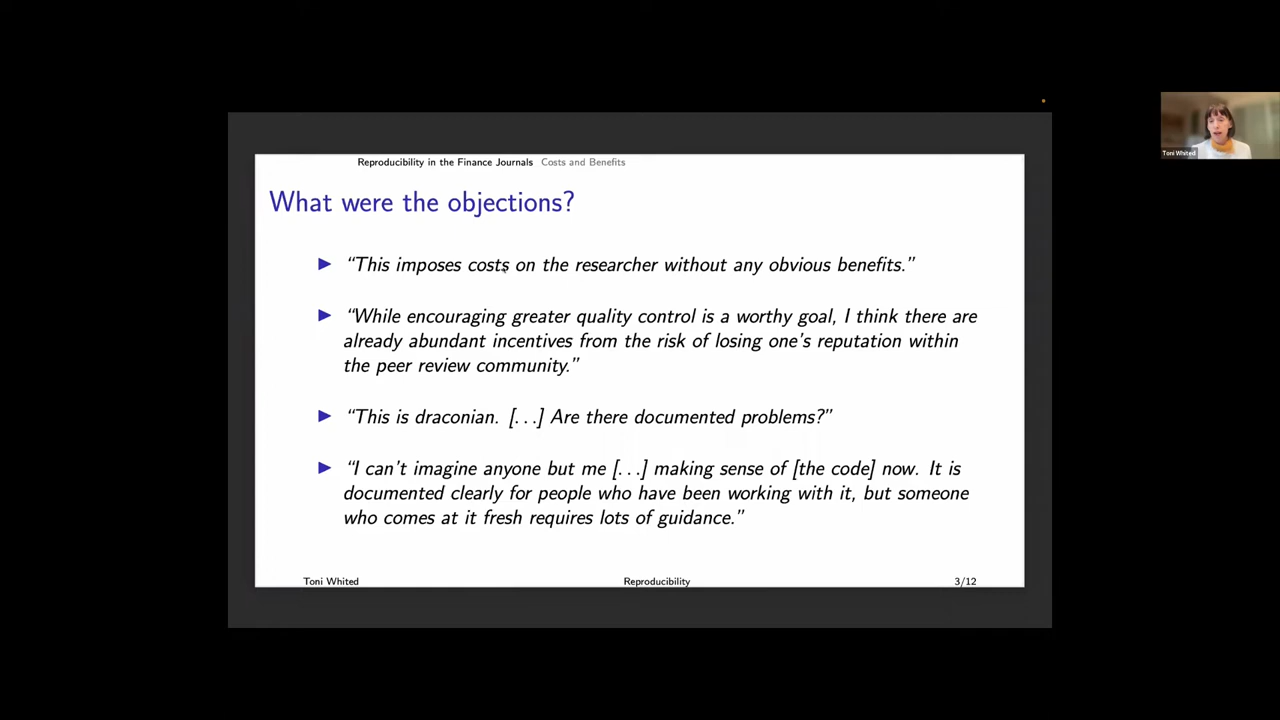 Reproducibility in the Finance Journals Costs and Benefits
What were the objections?
“This imposes costs on the researcher without any obvious benefits.”
“While encouraging greater quality control is a worthy goal, I think there are
already abundant incentives from the risk of losing one’s reputation within
the peer review community.”
“This is draconian. [. . .] Are there documented problems?”
“I can’t imagine anyone but me [. . .] making sense of [the code] now. It is
documented clearly for people who have been working with it, but someone
who comes at it fresh requires lots of guidance.”
Toni Whited Reproducibility 3/12
Toni Whited